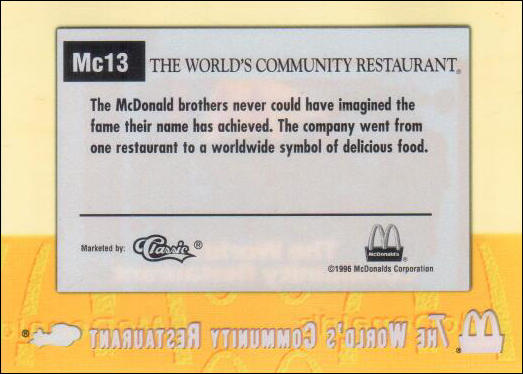 Mc13 THE WORLD'S COMMUNITY RESTAURANT®
The McDonald brothers never could have imagined the
fame their name has achieved. The company went from
one restaurant to a worldwide symbol of delicious food.
Marketed by: Classic ®
McDonald's
©1996 McDonalds Corporation
THE WORLD'S COMMUNITY RESTAURANT ®